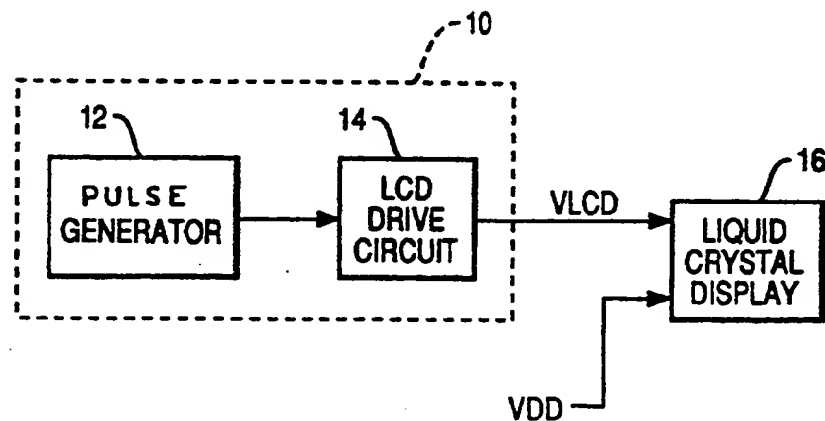 10
12
14
16
PULSE
GENERATOR
LCD
DRIVE
CIRCUIT
VLCD
LIQUID
CRYSTAL
DISPLAY
VDD